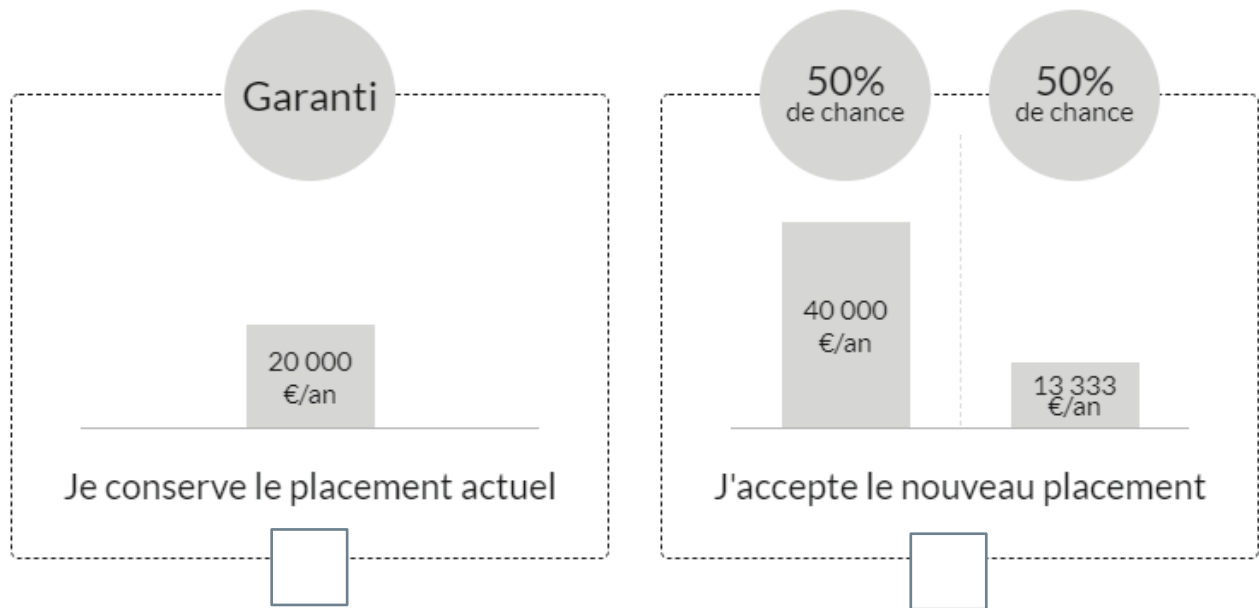 Garanti
20 000
€/an
Je conserve le placement actuel
50%
de chance
50%
de chance
40 000
€/an
13 333
€/an
J'accepte le nouveau placement